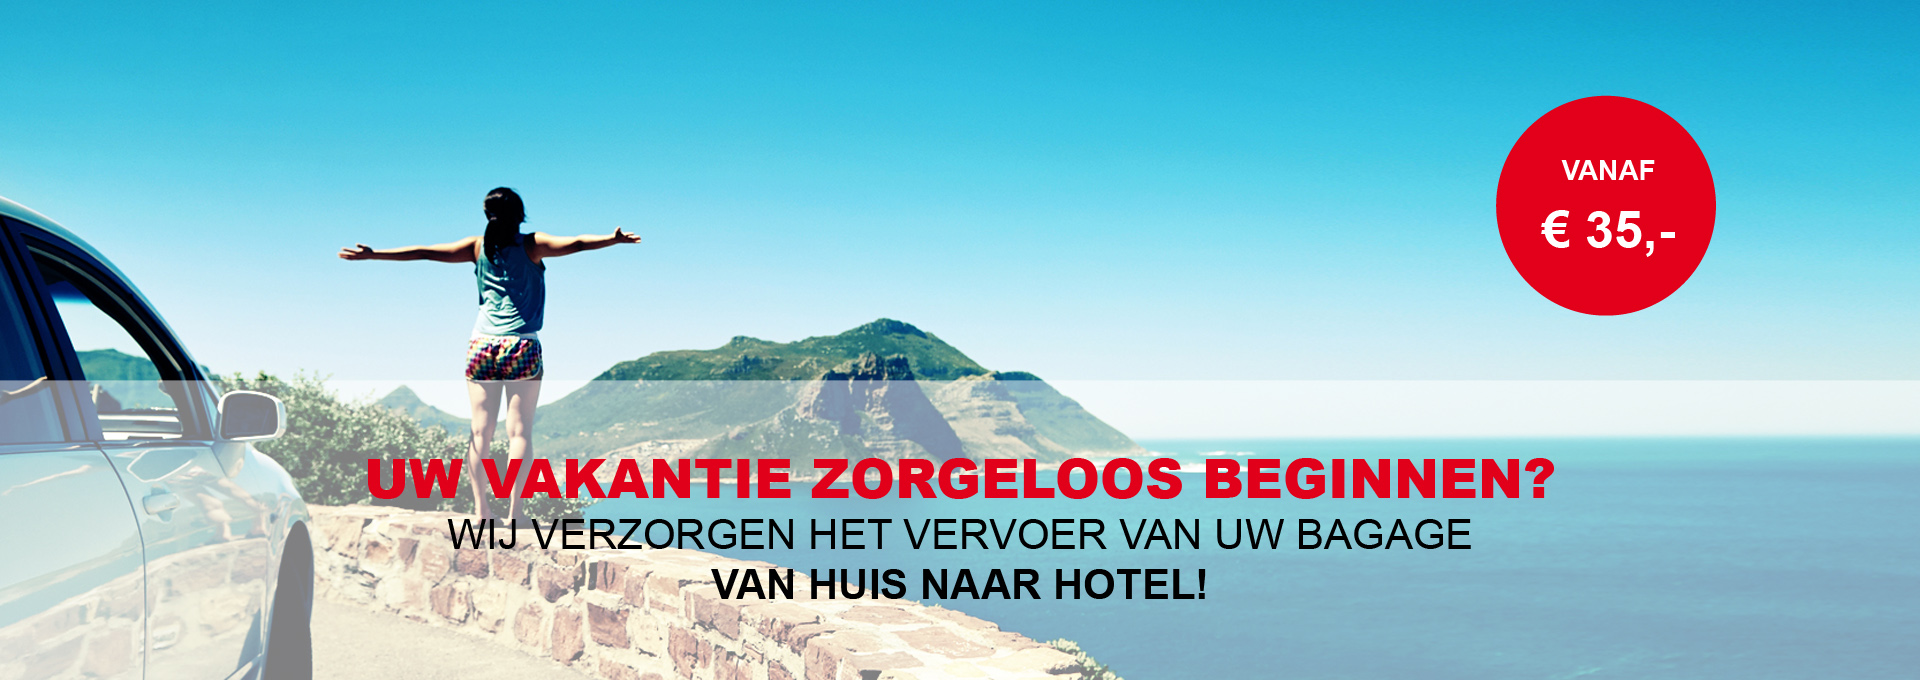 VANAF
€ 35,-
UW VAKANTIE ZORGELOOS BEGINNEN?
WIJ VERZORGEN HET VERVOER VAN UW BAGAGE
VAN HUIS NAAR HOTEL!